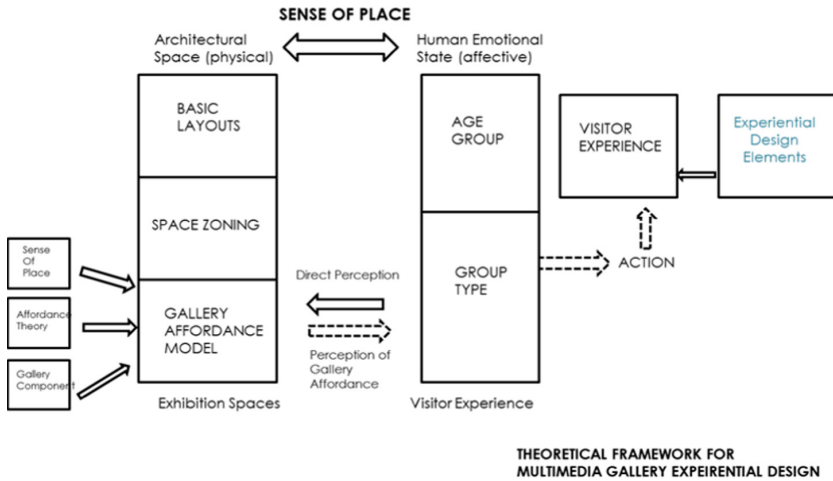 SENSE OF PLACE
Architectural
Space (physical)
Human Emotional
State (affective)
BASIC
LAYOUTS
SPACE ZONING
GALLERY
AFFORDANCE
MODEL
Exhibition Spaces
Sense
Of
Place
Affordance
Theory
Gallery
Component
Direct Perception
Perception of
Gallery
Affordance
AGE
GROUP
GROUP
TYPE
Visitor Experience
VISITOR
EXPERIENCE
Experiential
Design
Elements
ACTION
THEORETICAL FRAMEWORK FOR
MULTIMEDIA GALLERY EXPEIRENTIAL DESIGN